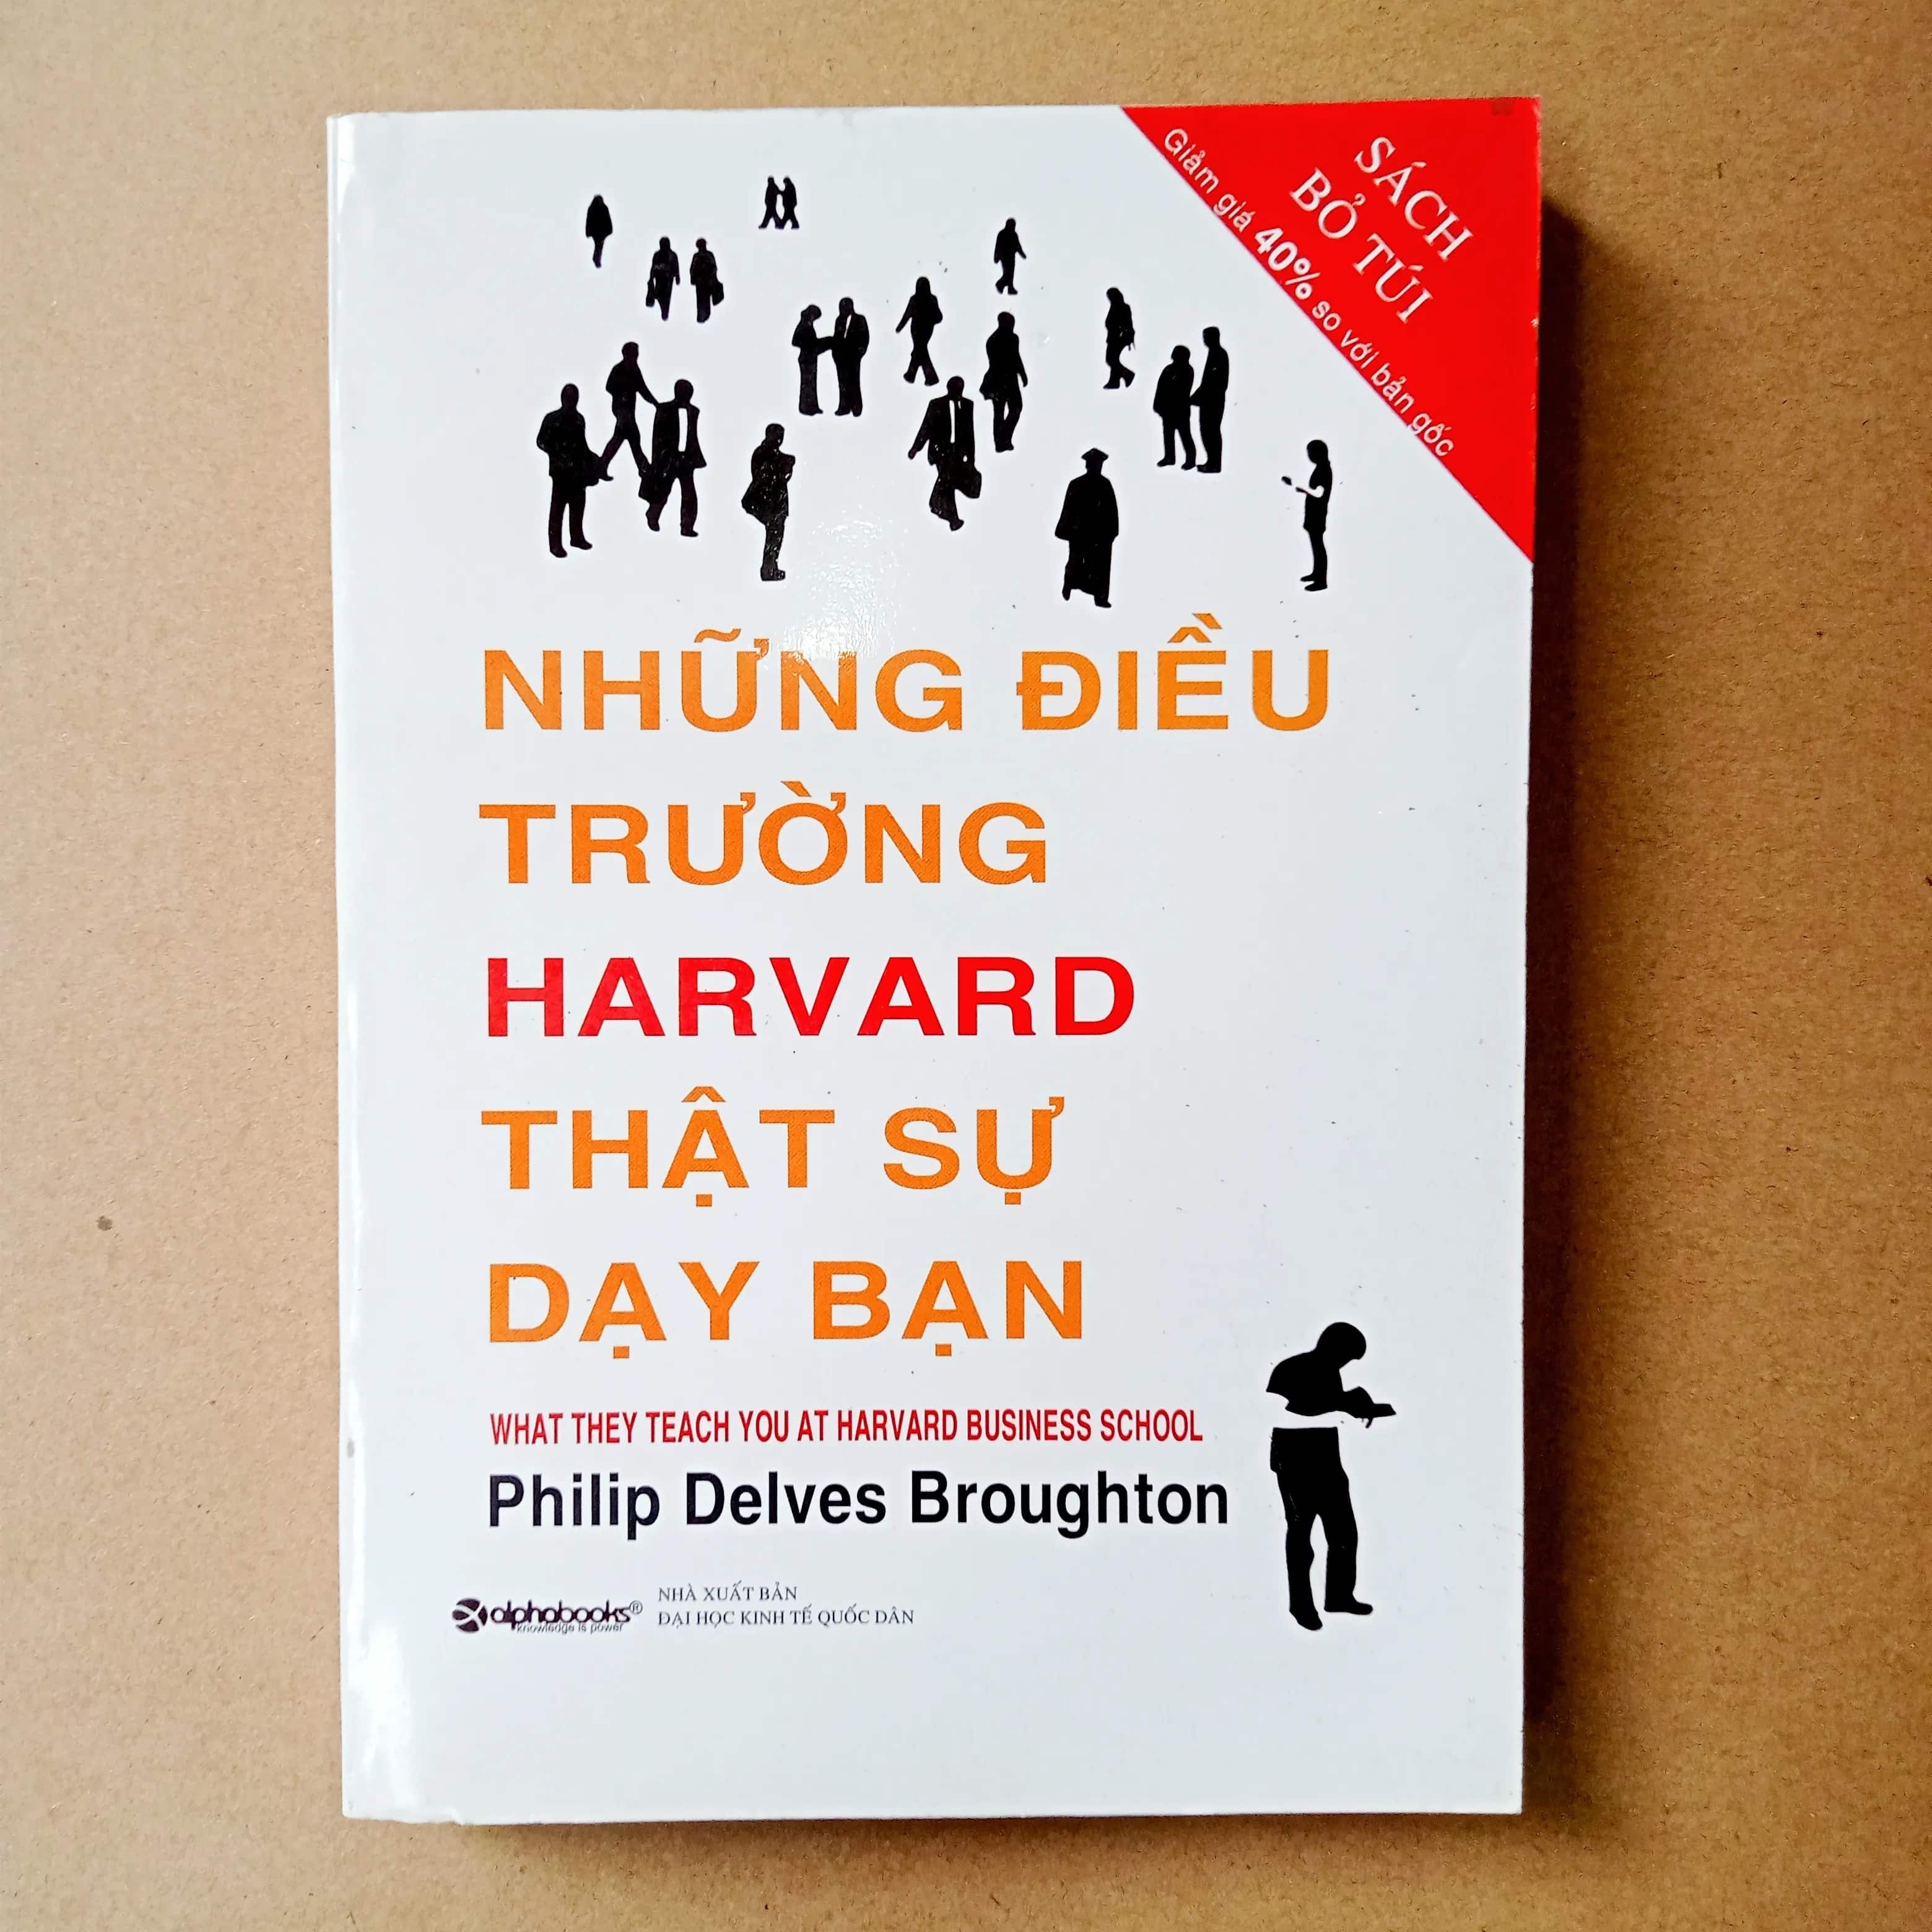 SÁCH
BỎ TÚI
Giảm giá 40% so với bản gốc
NHỮNG ĐIỀU
TRƯỜNG
HARVARD
THẬT SỰ
DẠY BẠN
WHAT THEY TEACH YOU AT HARVARD BUSINESS SCHOOL
Philip Delves Broughton
alphabooks®
knowledge is power
NHÀ XUẤT BẢN
ĐẠI HỌC KINH TẾ QUỐC DÂN